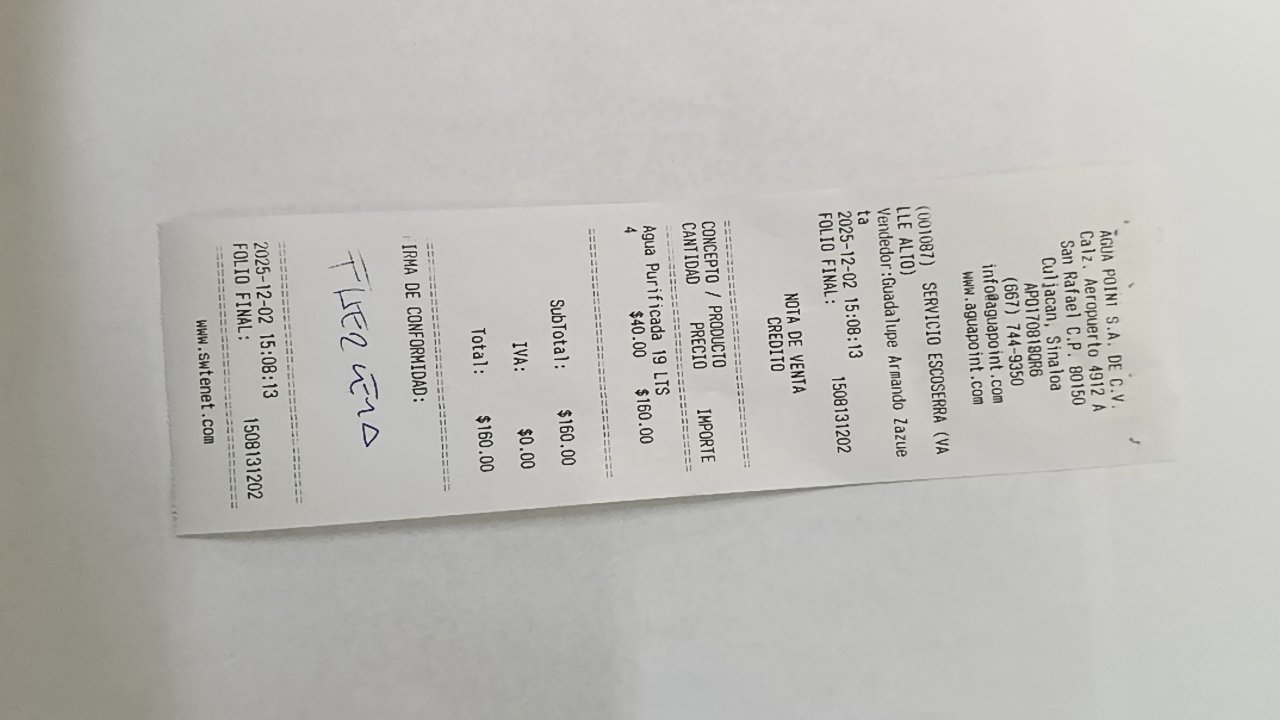 AGUA POINT S.A. DE C.V.
Calz. Aeropuerto 4912 A
San Rafael C.P. 80150
Culiacan, Sinaloa
APO170818QR8
(667) 744-9350
info@aguapoint.com
www.aguapoint.com
(001087) SERVICIO ESCOSERRA (VA
LLE ALTO)
Vendedor:Guadalupe Armando Zazue
ta
2025-12-02 15:08:13
FOLIO FINAL: 1508131202
NOTA DE VENTA
CREDITO
CONCEPTO / PRODUCTO
CANTIDAD PRECIO IMPORTE
Agua Purificada 19 LTS
4 $40.00 $160.00
SubTotal: $160.00
IVA: $0.00
Total: $160.00
IRMA DE CONFORMIDAD:
2025-12-02 15:08:13
FOLIO FINAL: 1508131202
www.swtenet.com